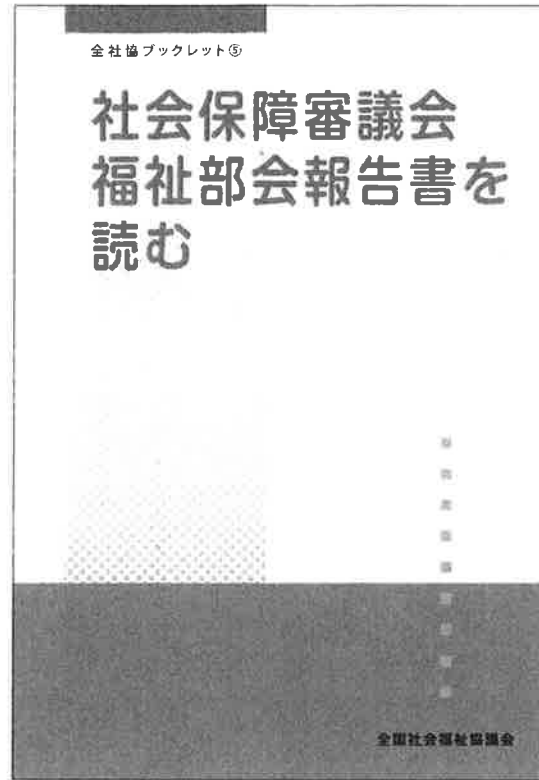 全社協ブックレット⑤
社会保障審議会
福祉部会報告書を
読む
全国社会福祉協議会